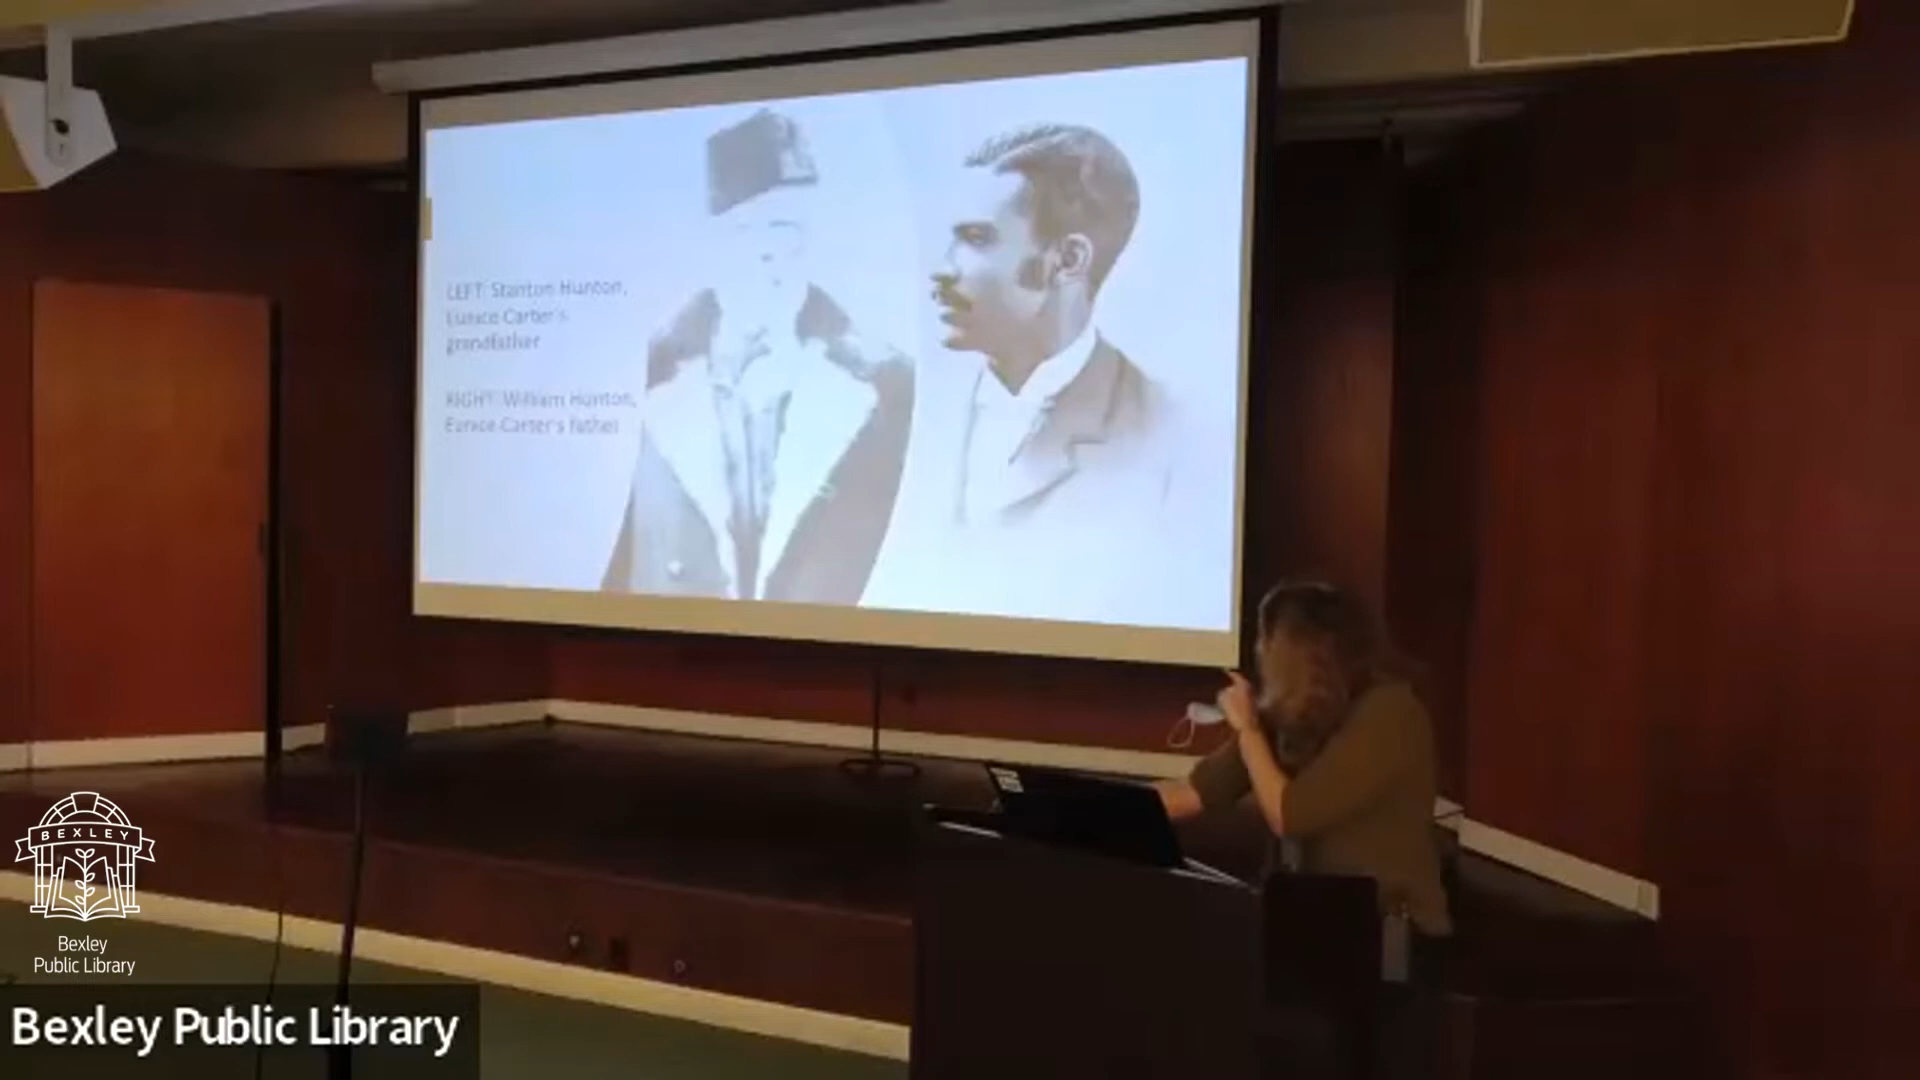 LEFT: Stanton Hunton,
Eunice Carter's
grandfather
RIGHT: William Hunton,
Eunice Carter's father
BEXLEY
Bexley
Public Library
Bexley Public Library